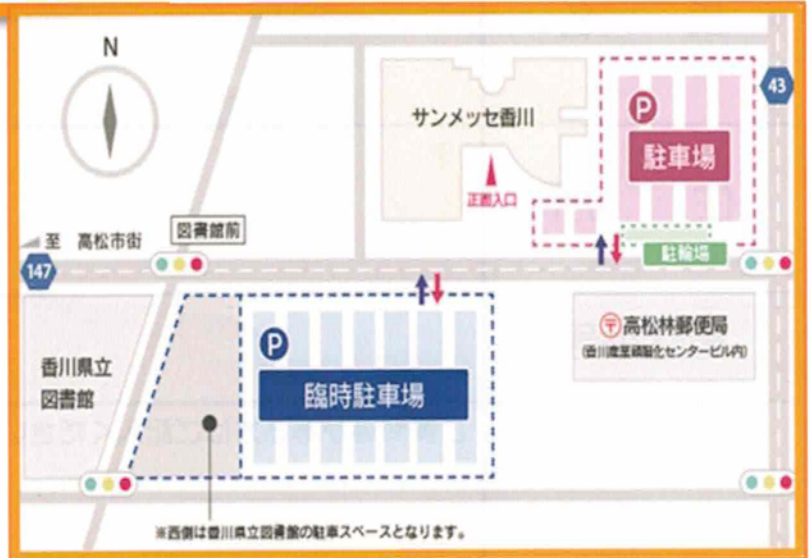 N
サンメッセ香川
正面入口
P
駐車場
43
駐輪場
至 高松市街
図書館前
147
香川県立
図書館
P
臨時駐車場
〒高松林郵便局
(香川産業頭脳化センタービル内)
※西側は香川県立図書館の駐車スペースとなります。